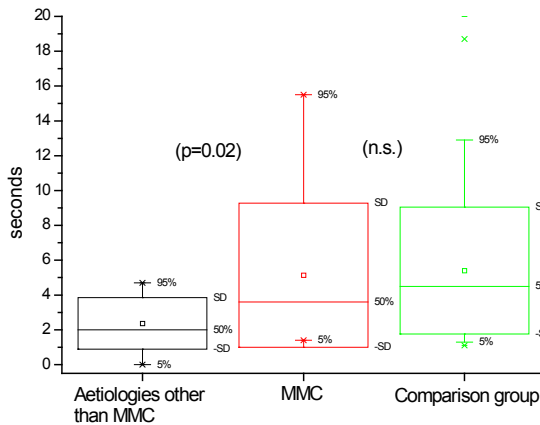 20
18
16
14
12
10
8
6
4
2
0
seconds
(p=0.02)
(n.s.)
95%
SD
50%
-SD
5%
95%
SD
50%
-SD
5%
95%
S
5
-S
5%
Aetiologies other
than MMC
MMC
Comparison group